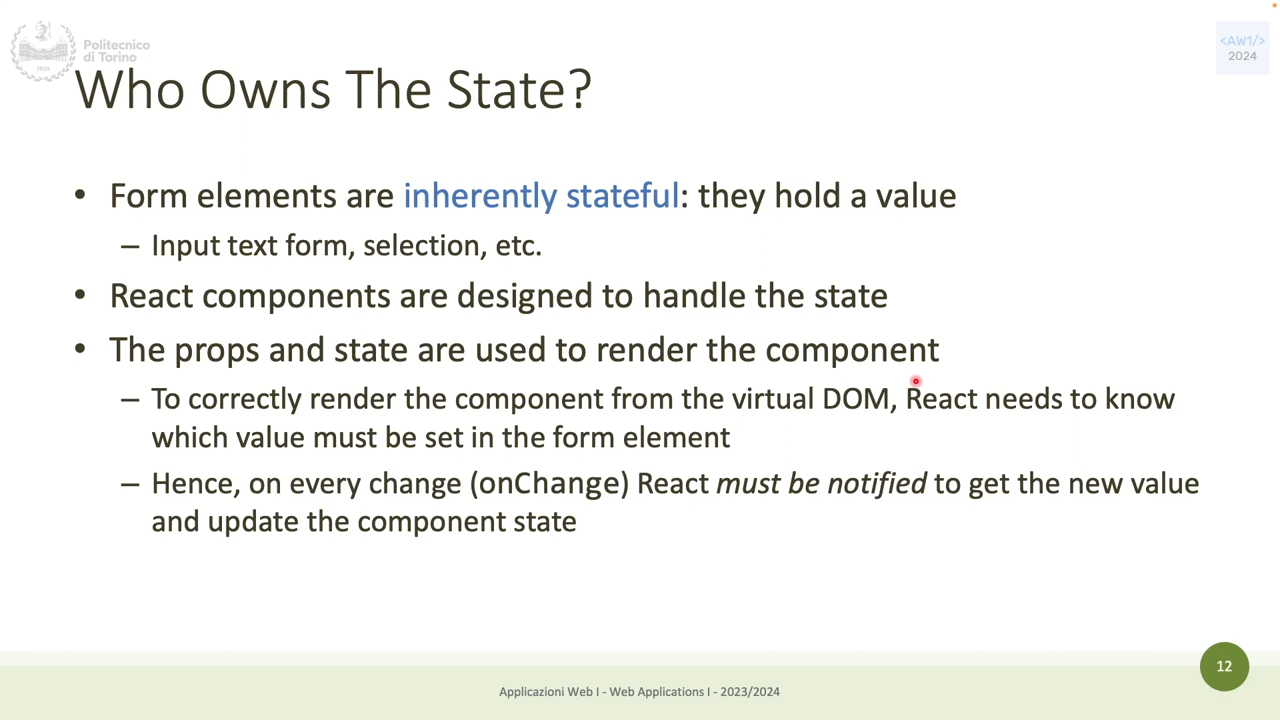 Politecnico
di Torino
1859
<AW1/>
2024
Who Owns The State?
• Form elements are inherently stateful: they hold a value
– Input text form, selection, etc.
• React components are designed to handle the state
• The props and state are used to render the component
– To correctly render the component from the virtual DOM, React needs to know
which value must be set in the form element
– Hence, on every change (onChange) React must be notified to get the new value
and update the component state
12
Applicazioni Web I - Web Applications I - 2023/2024